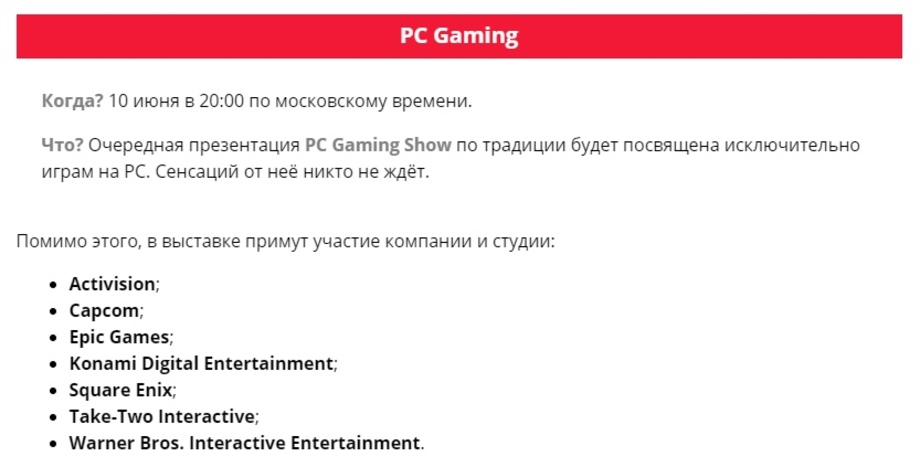 PC Gaming
Когда? 10 июня в 20:00 по московскому времени.
Что? Очередная презентация PC Gaming Show по традиции будет посвящена исключительно
играм на PC. Сенсаций от неё никто не ждёт.
Помимо этого, в выставке примут участие компании и студии:
• Activision;
• Capcom;
• Epic Games;
• Konami Digital Entertainment;
• Square Enix;
• Take-Two Interactive;
• Warner Bros. Interactive Entertainment.